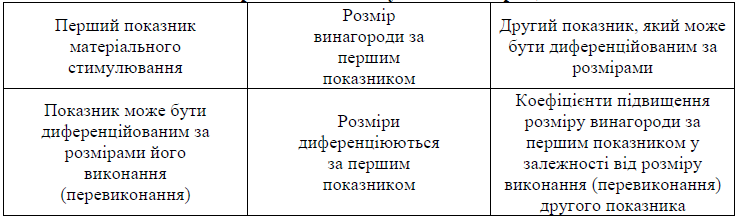 Перший показник
матеріального
стимулювання
Розмір
винагороди за
першим
показником
Другий показник, який може
бути диференційованим за
розмірами
Показник може бути
диференційованим за
розмірами його
виконання
(перевиконання)
Розміри
диференціюються
за першим
показником
Коефіцієнти підвищення
розміру винагороди за
першим показником у
залежності від розміру
виконання (перевиконання)
другого показника